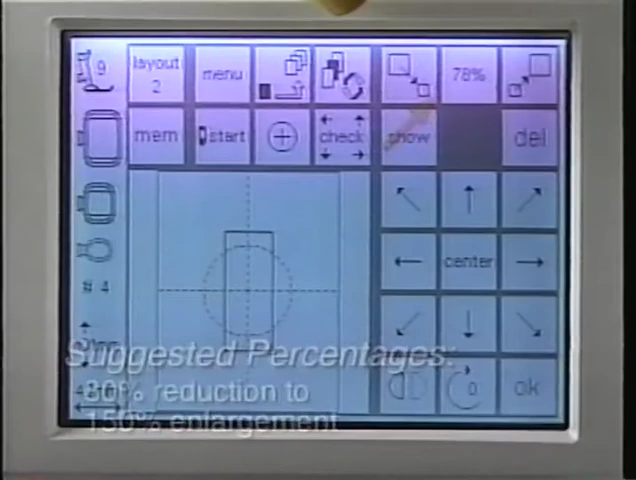 9
layout
2
menu
78%
mem
start
check
show
del
center
# 4
Suggested Percentages:
80% reduction to
150% enlargement
0
ok